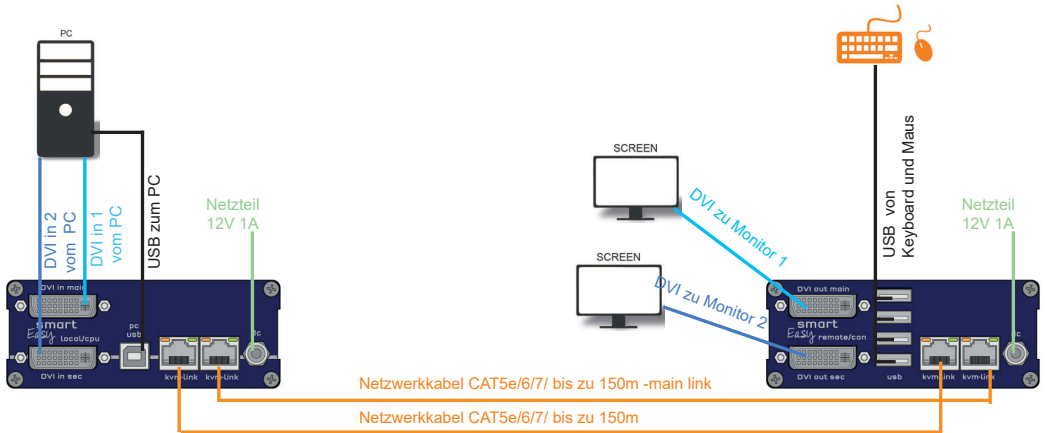 PC
DVI in 2
vom PC
DVI in 1
vom PC
USB zum PC
Netzteil
12V 1A
DVI in main
smart
Easy local/cpu
DVI in sec
pc
usb
kvm-link
kvm-link
SCREEN
DVI zu Monitor 1
SCREEN
DVI zu Monitor 2
USB von
Keyboard und Maus
Netzteil
12V 1A
DVI out main
smart
Easy remote/con
DVI out sec
usb
kvm-link
kvm-link
Netzwerkkabel CAT5e/6/7/ bis zu 150m -main link
Netzwerkkabel CAT5e/6/7/ bis zu 150m